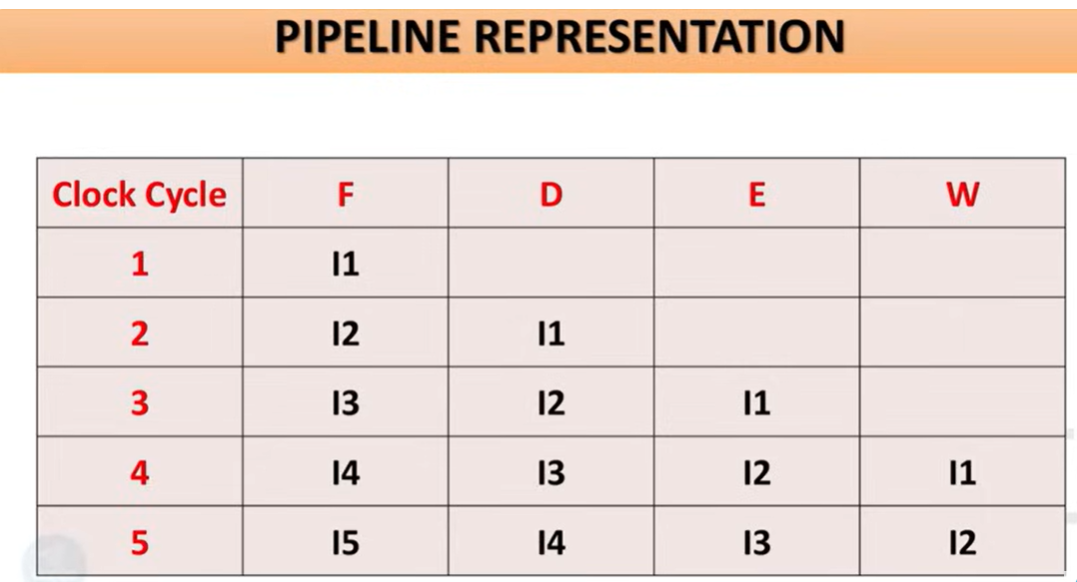 PIPELINE REPRESENTATION
Clock Cycle F D E W
1 I1
2 I2 I1
3 I3 I2 I1
4 I4 I3 I2 I1
5 I5 I4 I3 I2